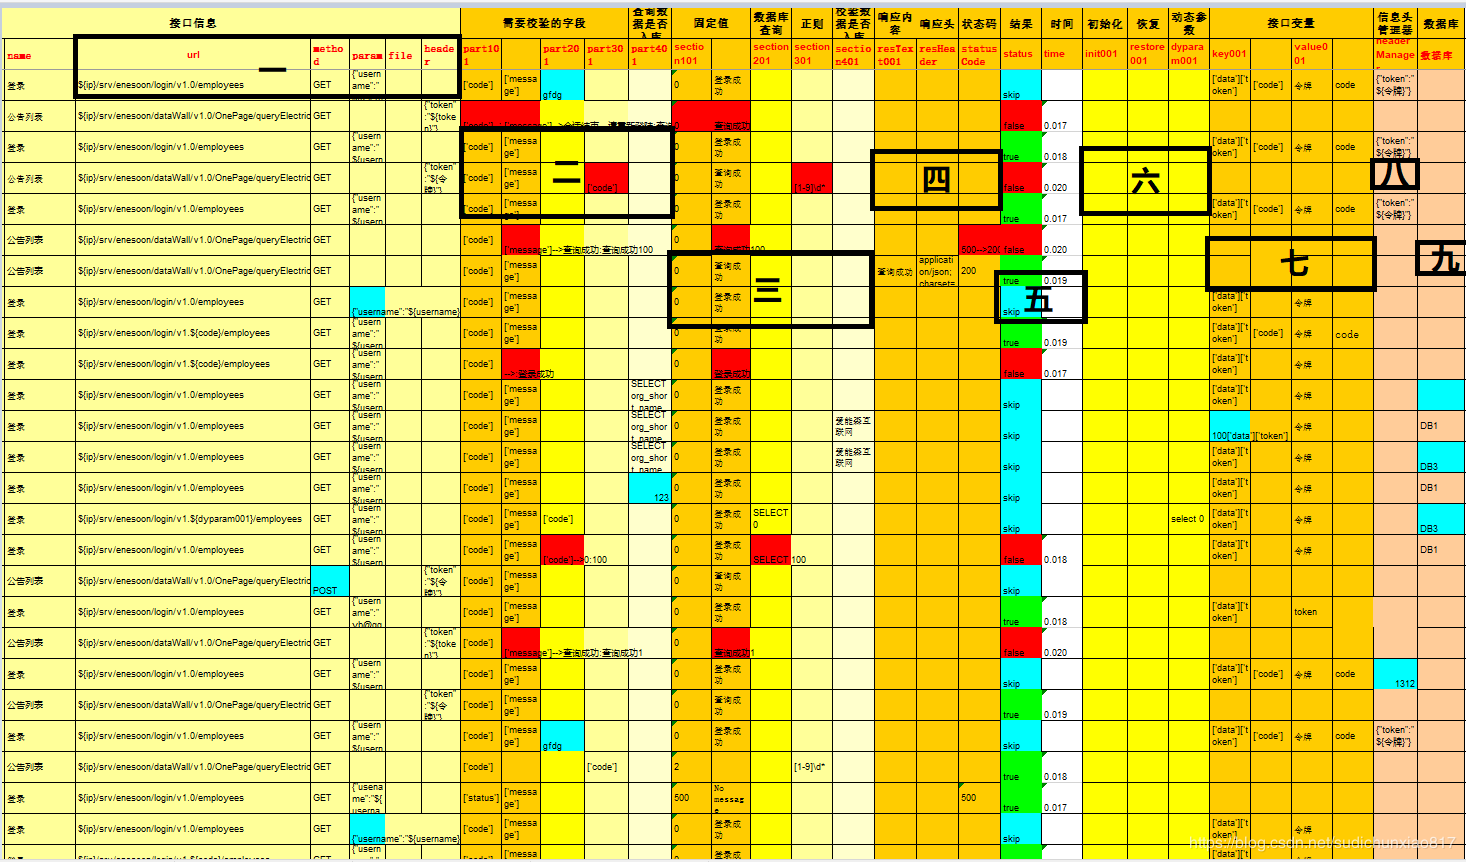 接口信息 需要校验的字段 查询数据是否入库 固定值 数据库查询 正则 校验数据是否入库 响应内容 响应头 状态码 结果 时间 初始化 恢复 动态参数 接口变量 信息头管理器 数据库
name url method param file header part101 part201 part301 part401 section101 section201 section301 section401 resText001 resHeader statusCode status time init001 restore001 dyparam001 key001 value001 headerManage 数据库
登录 ${ip}/srv/enesoon/login/v1.0/employees GET {"username":" ['code'] ['message'] gfdg 0 登录成功 skip ['data']['token'] ['code'] 令牌 code {"token":"${令牌}"}
公告列表 ${ip}/srv/enesoon/dataWall/v1.0/OnePage/queryElectric GET {"token":"${token}"} 查询成功 false 0.017
登录 ${ip}/srv/enesoon/login/v1.0/employees GET {"username":"${usern ['code'] ['message'] 0 登录成功 true 0.018 ['data']['token'] ['code'] 令牌 code {"token":"${令牌}"}
公告列表 ${ip}/srv/enesoon/dataWall/v1.0/OnePage/queryElectric GET {"token":"${令牌}"} ['code'] ['message'] ['code'] 0 查询成功 [1-8]\d* false 0.020
登录 ${ip}/srv/enesoon/login/v1.0/employees GET {"username":"${usern ['code'] ['message'] 0 登录成功 true 0.017 ['data']['token'] ['code'] 令牌 code {"token":"${令牌}"}
公告列表 ${ip}/srv/enesoon/dataWall/v1.0/OnePage/queryElectric GET ['code'] ['message']-->查询成功:查询成功100 0 查询成功100 500-->200 false 0.020
公告列表 ${ip}/srv/enesoon/dataWall/v1.0/OnePage/queryElectric GET ['code'] ['message'] 0 查询成功 查询成功 application/json;charset= 200 true 0.019
登录 ${ip}/srv/enesoon/login/v1.0/employees GET {"username":"${username} ['code'] ['message'] 0 登录成功 skip ['data']['token'] 令牌
登录 ${ip}/srv/enesoon/login/v1.${code}/employees GET {"username":"${usern ['code'] ['message'] 0 登录成功 true 0.019 ['data']['token'] ['code'] 令牌 code
登录 ${ip}/srv/enesoon/login/v1.${code}/employees GET {"username":"${usern ['code'] -->:登录成功 0 登录成功 false 0.017 ['data']['token'] 令牌
登录 ${ip}/srv/enesoon/login/v1.0/employees GET {"username":"${usern ['code'] ['message'] SELECT org_short_name 0 登录成功 skip ['data']['token'] 令牌
登录 ${ip}/srv/enesoon/login/v1.0/employees GET {"username":"${usern ['code'] ['message'] SELECT org_short_name 0 登录成功 爱能森互联网 skip 100['data']['token'] 令牌 DB1
登录 ${ip}/srv/enesoon/login/v1.0/employees GET {"username":"${usern ['code'] ['message'] SELECT org_short_name 0 登录成功 爱能森互联网 skip ['data']['token'] 令牌 DB3
登录 ${ip}/srv/enesoon/login/v1.0/employees GET {"username":"${usern ['code'] ['message'] 123 0 登录成功 skip ['data']['token'] 令牌 DB1
登录 ${ip}/srv/enesoon/login/v1.${dyparam001}/employees GET {"username":"${usern ['code'] ['message'] ['code'] 0 登录成功 SELECT 0 skip select 0 ['data']['token'] 令牌 DB3
登录 ${ip}/srv/enesoon/login/v1.0/employees GET {"username":"${usern ['code'] ['message'] ['code']-->0:100 0 登录成功 SELECT 100 false 0.018 ['data']['token'] 令牌 DB1
公告列表 ${ip}/srv/enesoon/dataWall/v1.0/OnePage/queryElectric POST {"token":"${令牌}"} ['code'] ['message'] 0 查询成功 skip
登录 ${ip}/srv/enesoon/login/v1.0/employees GET {"username":" ['code'] ['message'] 0 登录成功 true 0.018 ['data']['token'] token
公告列表 ${ip}/srv/enesoon/dataWall/v1.0/OnePage/queryElectric GET {"token":"${token}"} ['code'] ['message']-->查询成功:查询成功1 0 查询成功1 false 0.020
登录 ${ip}/srv/enesoon/login/v1.0/employees GET {"username":"${usern ['code'] ['message'] 0 登录成功 skip ['data']['token'] 令牌 code 1312
公告列表 ${ip}/srv/enesoon/dataWall/v1.0/OnePage/queryElectric GET {"token":"${令牌}"} ['code'] ['message'] 0 查询成功 true 0.019
登录 ${ip}/srv/enesoon/login/v1.0/employees GET {"username":"${usern ['code'] ['message'] gfdg 0 登录成功 skip ['data']['token'] ['code'] 令牌 code {"token":"${令牌}"}
公告列表 ${ip}/srv/enesoon/dataWall/v1.0/OnePage/queryElectric GET ['code'] ['code'] 2 [1-9]\d* true 0.018
登录 ${ip}/srv/enesoon/login/v1.0/employees GET {"usename":"${userna ['status'] ['message'] 500 No message 500 true 0.017
登录 ${ip}/srv/enesoon/login/v1.0/employees GET {"username":"${username} ['code'] ['message'] 0 登录成功 skip ['data']['token'] 令牌
一
二
三
四
五
六
七
八
九
https://blog.csdn.net/sudichunxiao817